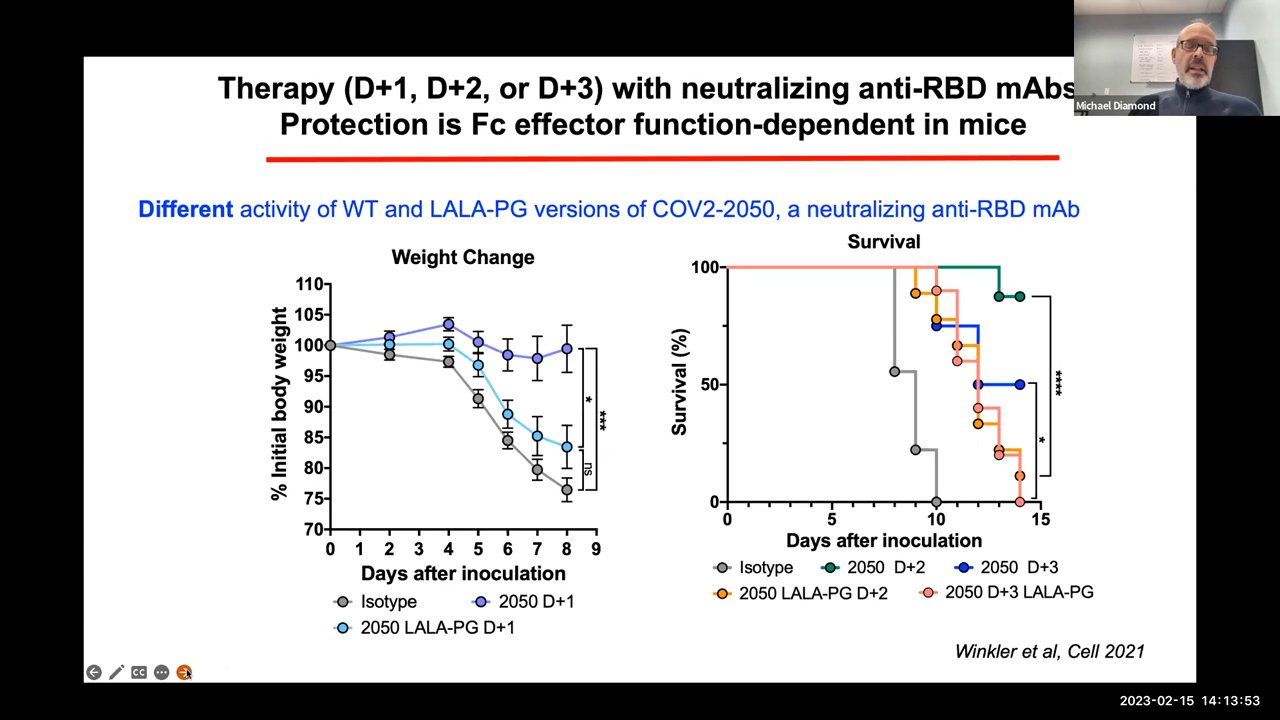 Michael Diamond
Therapy (D+1, D+2, or D+3) with neutralizing anti-RBD mAbs
Protection is Fc effector function-dependent in mice
Different activity of WT and LALA-PG versions of COV2-2050, a neutralizing anti-RBD mAb
Weight Change
% Initial body weight
110
105
100
95
90
85
80
75
70
0 1 2 3 4 5 6 7 8 9
Days after inoculation
*
***
ns
Isotype
2050 D+1
2050 LALA-PG D+1
Survival
Survival (%)
100
50
0
0 5 10 15
Days after inoculation
****
*
Isotype 2050 D+2 2050 D+3
2050 LALA-PG D+2 2050 D+3 LALA-PG
Winkler et al, Cell 2021
CC
2023-02-15 14:13:53